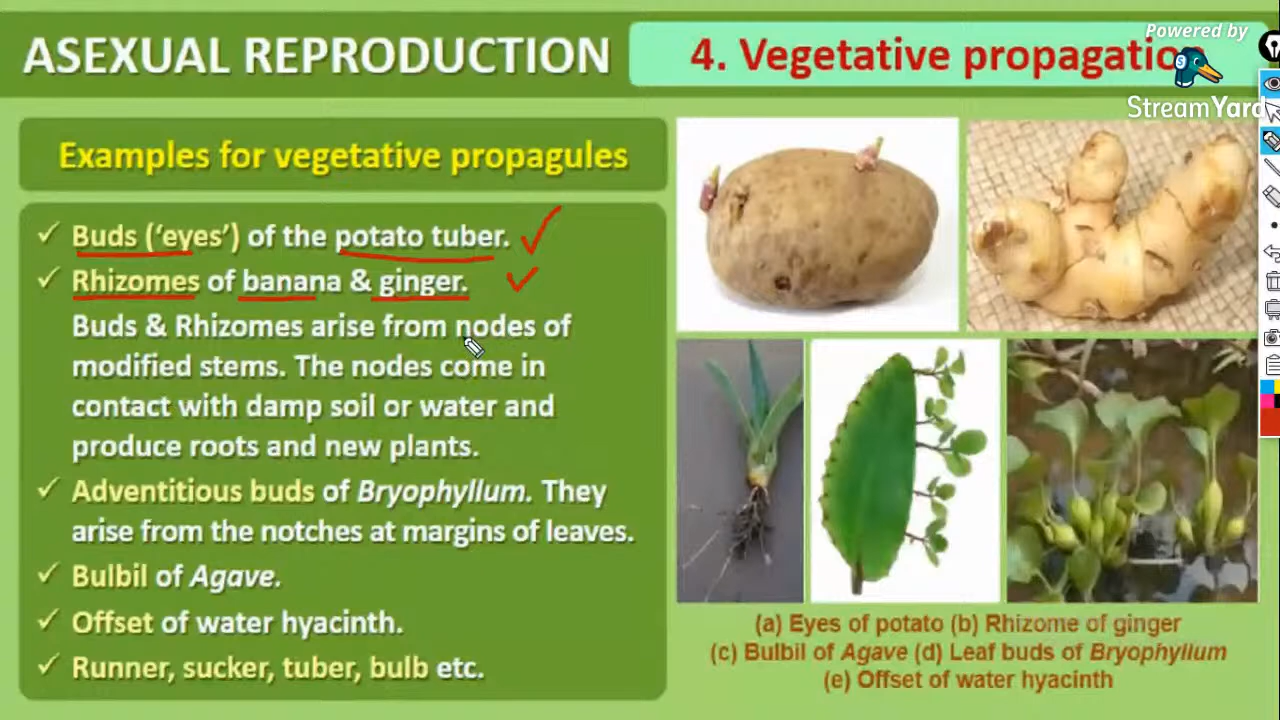 ASEXUAL REPRODUCTION
4. Vegetative propagation
Powered by
StreamYard
Examples for vegetative propagules
✓ Buds (‘eyes’) of the potato tuber.
✓ Rhizomes of banana & ginger.
Buds & Rhizomes arise from nodes of
modified stems. The nodes come in
contact with damp soil or water and
produce roots and new plants.
✓ Adventitious buds of Bryophyllum. They
arise from the notches at margins of leaves.
✓ Bulbil of Agave.
✓ Offset of water hyacinth.
✓ Runner, sucker, tuber, bulb etc.
(a) Eyes of potato (b) Rhizome of ginger
(c) Bulbil of Agave (d) Leaf buds of Bryophyllum
(e) Offset of water hyacinth